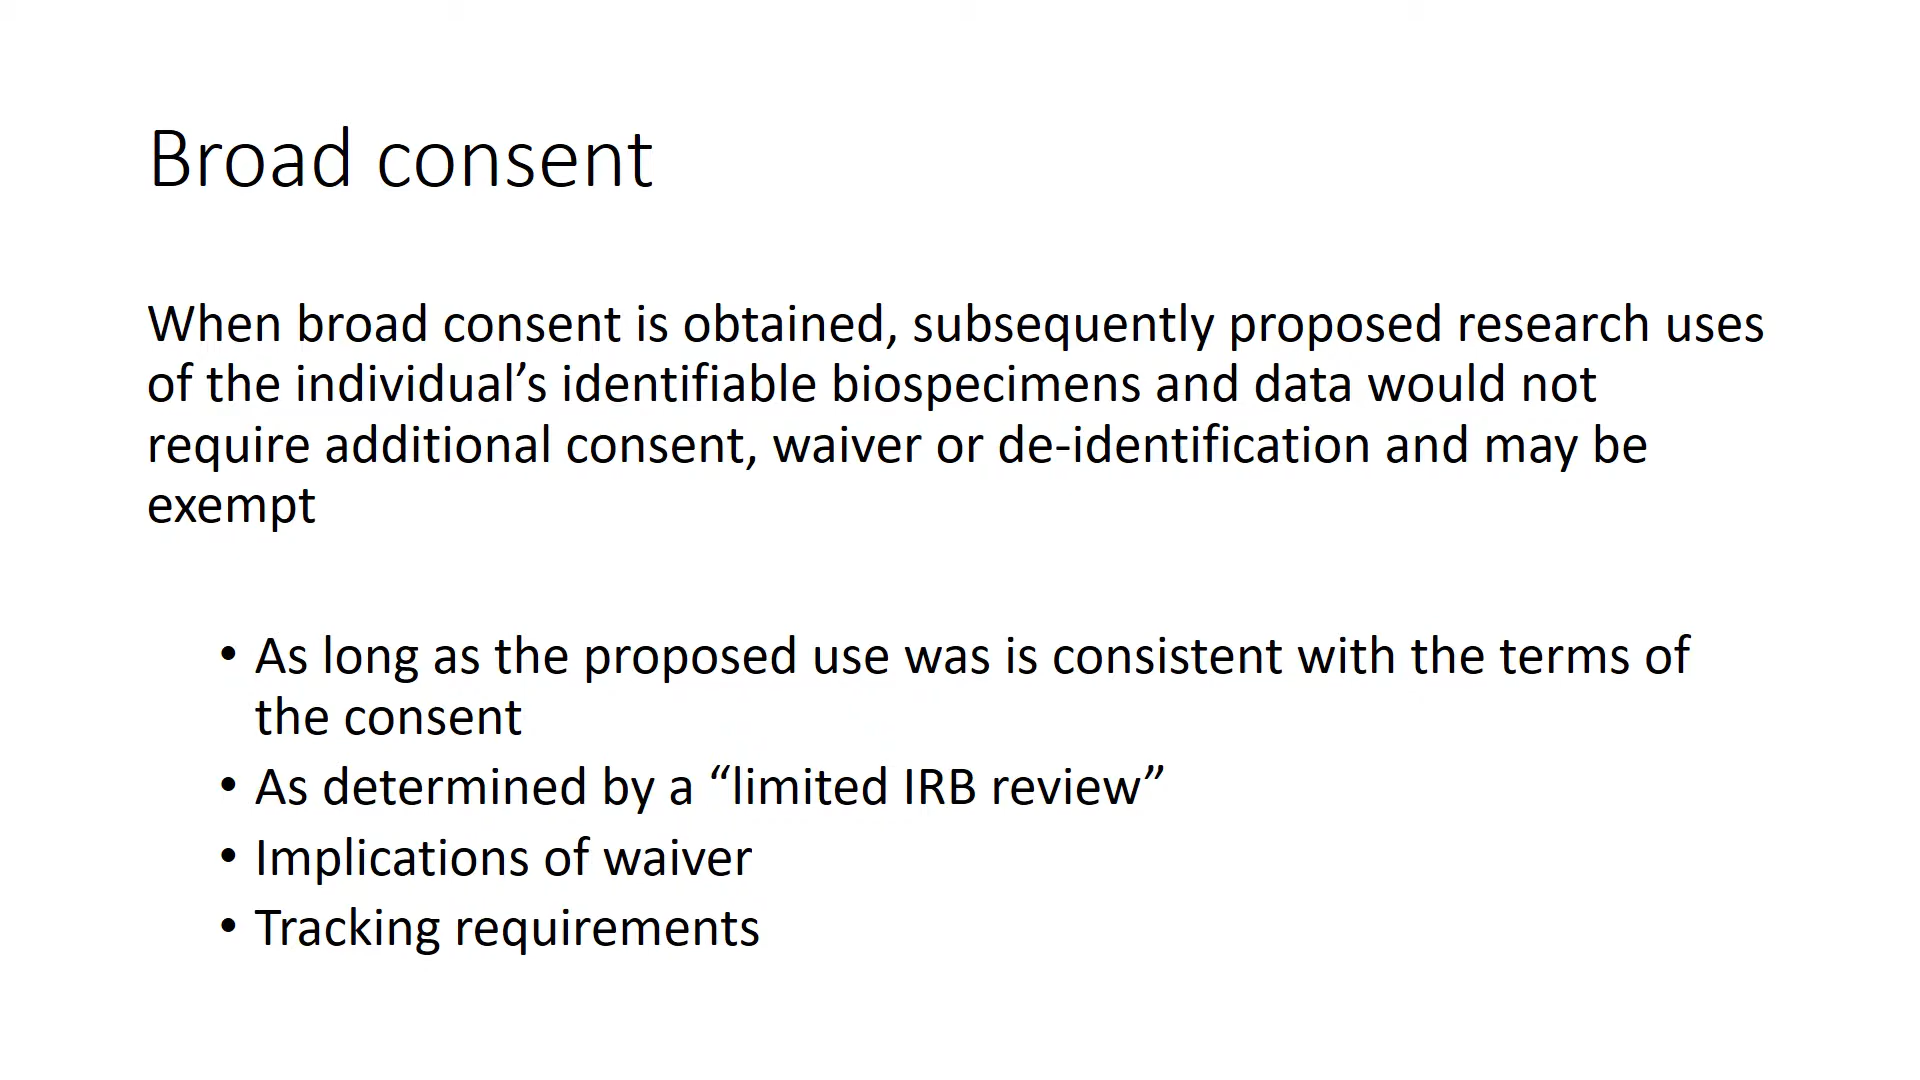 Broad consent
When broad consent is obtained, subsequently proposed research uses
of the individual’s identifiable biospecimens and data would not
require additional consent, waiver or de-identification and may be
exempt
• As long as the proposed use was is consistent with the terms of
the consent
• As determined by a “limited IRB review”
• Implications of waiver
• Tracking requirements